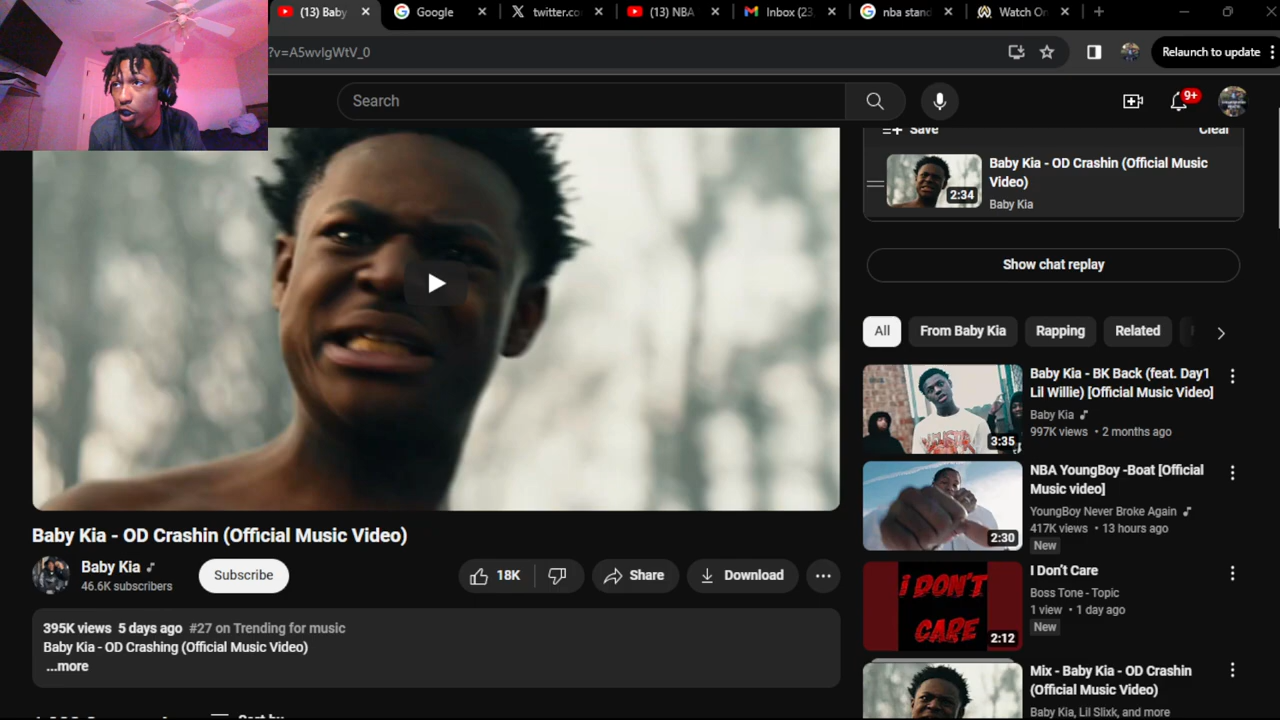 (13) Baby
Google
twitter.co
(13) NBA
Inbox (23,
nba stand
Watch On
?v=A5wvIgWtV_0
Relaunch to update
Search
9+
Save
Clear
Baby Kia - OD Crashin (Official Music
Video)
Baby Kia
2:34
Show chat replay
All
From Baby Kia
Rapping
Related
Baby Kia - BK Back (feat. Day1
Lil Willie) [Official Music Video]
Baby Kia
997K views • 2 months ago
3:35
NBA YoungBoy -Boat [Official
Music video]
YoungBoy Never Broke Again
417K views • 13 hours ago
New
2:30
I DON'T
CARE
2:12
I Don't Care
Boss Tone - Topic
1 view • 1 day ago
New
Mix - Baby Kia - OD Crashin
(Official Music Video)
Baby Kia, Lil Slixk, and more
Baby Kia - OD Crashin (Official Music Video)
Baby Kia
46.6K subscribers
Subscribe
18K
Share
Download
395K views 5 days ago #27 on Trending for music
Baby Kia - OD Crashing (Official Music Video)
...more
Sort by